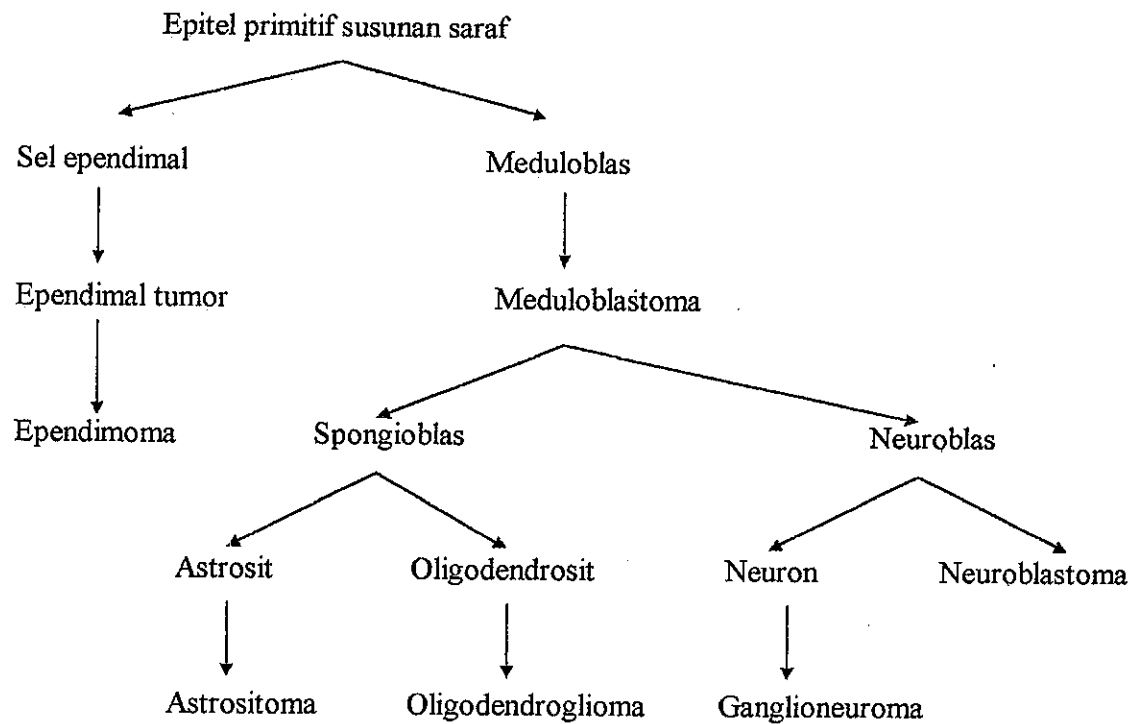 Epitel primitif susunan saraf
Sel ependimal
Meduloblas
Ependimal tumor
Meduloblastoma
Ependimoma
Spongioblas
Neuroblas
Astrosit
Oligodendrosit
Neuron
Neuroblastoma
Astrositoma
Oligodendroglioma
Ganglioneuroma